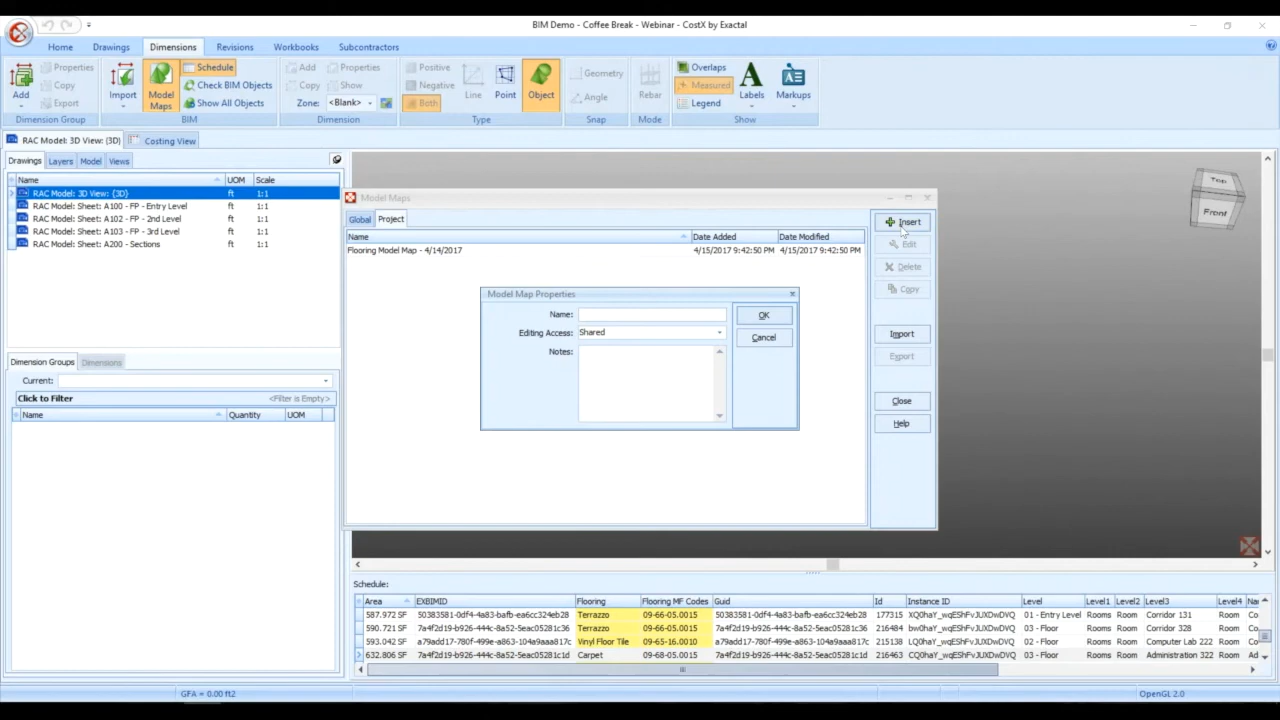 BIM Demo - Coffee Break - Webinar - CostX by Exactal
Home Drawings Dimensions Revisions Workbooks Subcontractors
Add Properties Copy Export
Dimension Group
Import Model Maps Schedule Check BIM Objects Show All Objects
BIM
Add Properties
Copy Show
Zone: <Blank>
Dimension
Positive Negative Both Line Point Object
Type
Geometry
Angle
Snap
Rebar
Mode
Overlaps Measured Legend Labels Markups
Show
RAC Model: 3D View: {3D} Costing View
Drawings Layers Model Views
Name UOM Scale
RAC Model: 3D View: {3D} ft 1:1
RAC Model: Sheet: A100 - FP - Entry Level ft 1:1
RAC Model: Sheet: A102 - FP - 2nd Level ft 1:1
RAC Model: Sheet: A103 - FP - 3rd Level ft 1:1
RAC Model: Sheet: A200 - Sections ft 1:1
Dimension Groups Dimensions
Current:
Click to Filter <Filter is Empty>
Name Quantity UOM
Model Maps
Global Project
Name Date Added Date Modified
Flooring Model Map - 4/14/2017 4/15/2017 9:42:50 PM 4/15/2017 9:42:50 PM
Insert
Edit
Delete
Copy
Import
Export
Close
Help
Model Map Properties
Name:
Editing Access: Shared
Notes:
OK
Cancel
Top
Front
Schedule:
Area EXBIMID Flooring Flooring MF Codes Guid Id Instance ID Level Level1 Level2 Level3 Level4
587.972 SF 50383581-0df4-4a83-bafb-ea6cc324eb28 Terrazzo 09-66-05.0015 50383581-0df4-4a83-bafb-ea6cc324eb28 177315 XQ0haY_wqEShFvJUXDwDVQ 01 - Entry Level Rooms Room Corridor 131 Room Co
590.721 SF 7a4f2d19-b926-444c-8a52-5eac05281c36 Terrazzo 09-66-05.0015 7a4f2d19-b926-444c-8a52-5eac05281c36 216484 bw0haY_wqEShFvJUXDwDVQ 03 - Floor Rooms Room Corridor 328 Room Co
593.042 SF a79add17-780f-499e-a863-104a9aaa817c Vinyl Floor Tile 09-65-16.0010 a79add17-780f-499e-a863-104a9aaa817c 215138 LQ0haY_wqEShFvJUXDwDVQ 02 - Floor Rooms Room Computer Lab 222 Room Co
632.806 SF 7a4f2d19-b926-444c-8a52-5eac05281c1d Carpet 09-68-05.0015 7a4f2d19-b926-444c-8a52-5eac05281c1d 216463 CQ0haY_wqEShFvJUXDwDVQ 03 - Floor Rooms Room Administration 322 Room Ad
GFA = 0.00 ft2 OpenGL 2.0